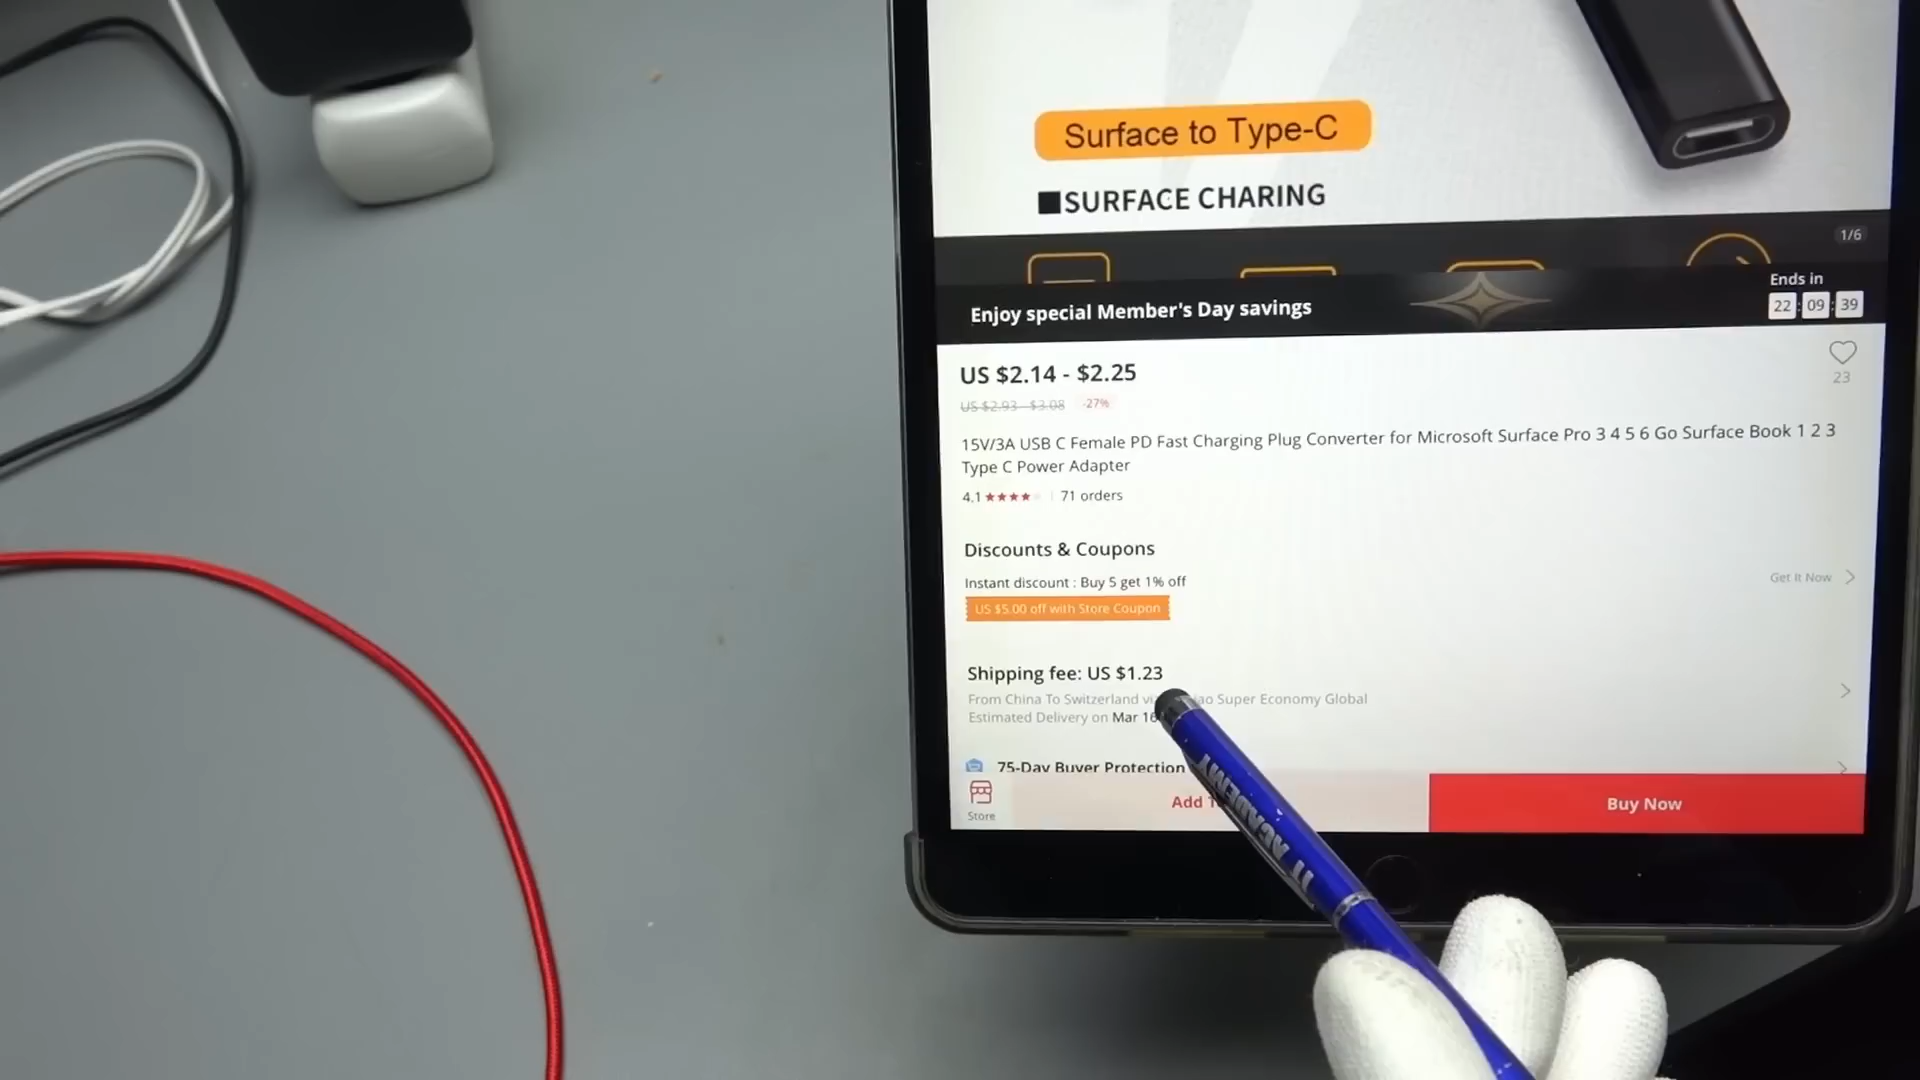 Surface to Type-C
SURFACE CHARING
1/6
Enjoy special Member's Day savings
Ends in
22 : 09 : 39
US $2.14 - $2.25
US $2.93 - $3.08 -27%
23
15V/3A USB C Female PD Fast Charging Plug Converter for Microsoft Surface Pro 3 4 5 6 Go Surface Book 1 2 3
Type C Power Adapter
4.1 ★★★★ 71 orders
Discounts & Coupons
Instant discount : Buy 5 get 1% off
Get It Now
US $5.00 off with Store Coupon
Shipping fee: US $1.23
From China To Switzerland Super Economy Global
Estimated Delivery on Mar 16
75-Day Buyer Protection
Store
Add
Buy Now
IT ACADEMY